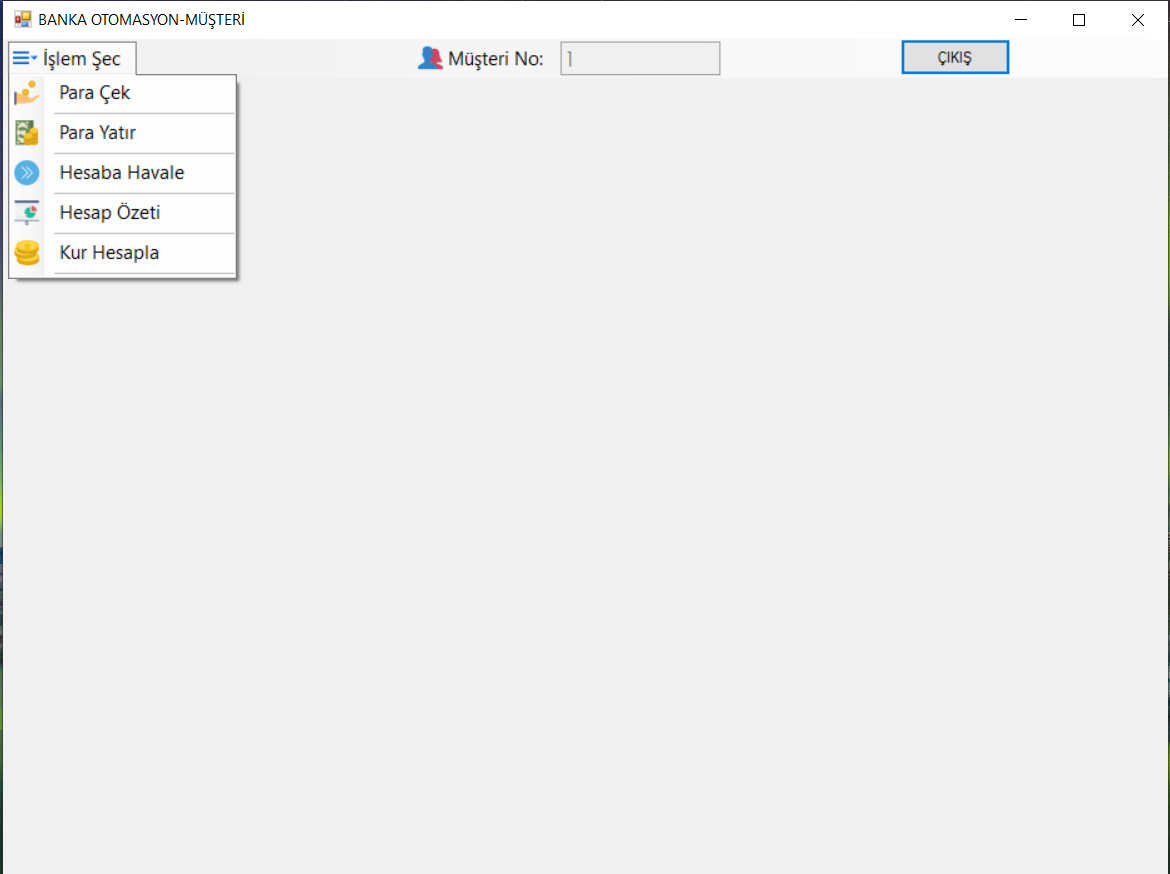 BANKA OTOMASYON-MÜŞTERİ
İşlem Şec
Müşteri No:
1
ÇIKIŞ
Para Çek
Para Yatır
Hesaba Havale
Hesap Özeti
Kur Hesapla